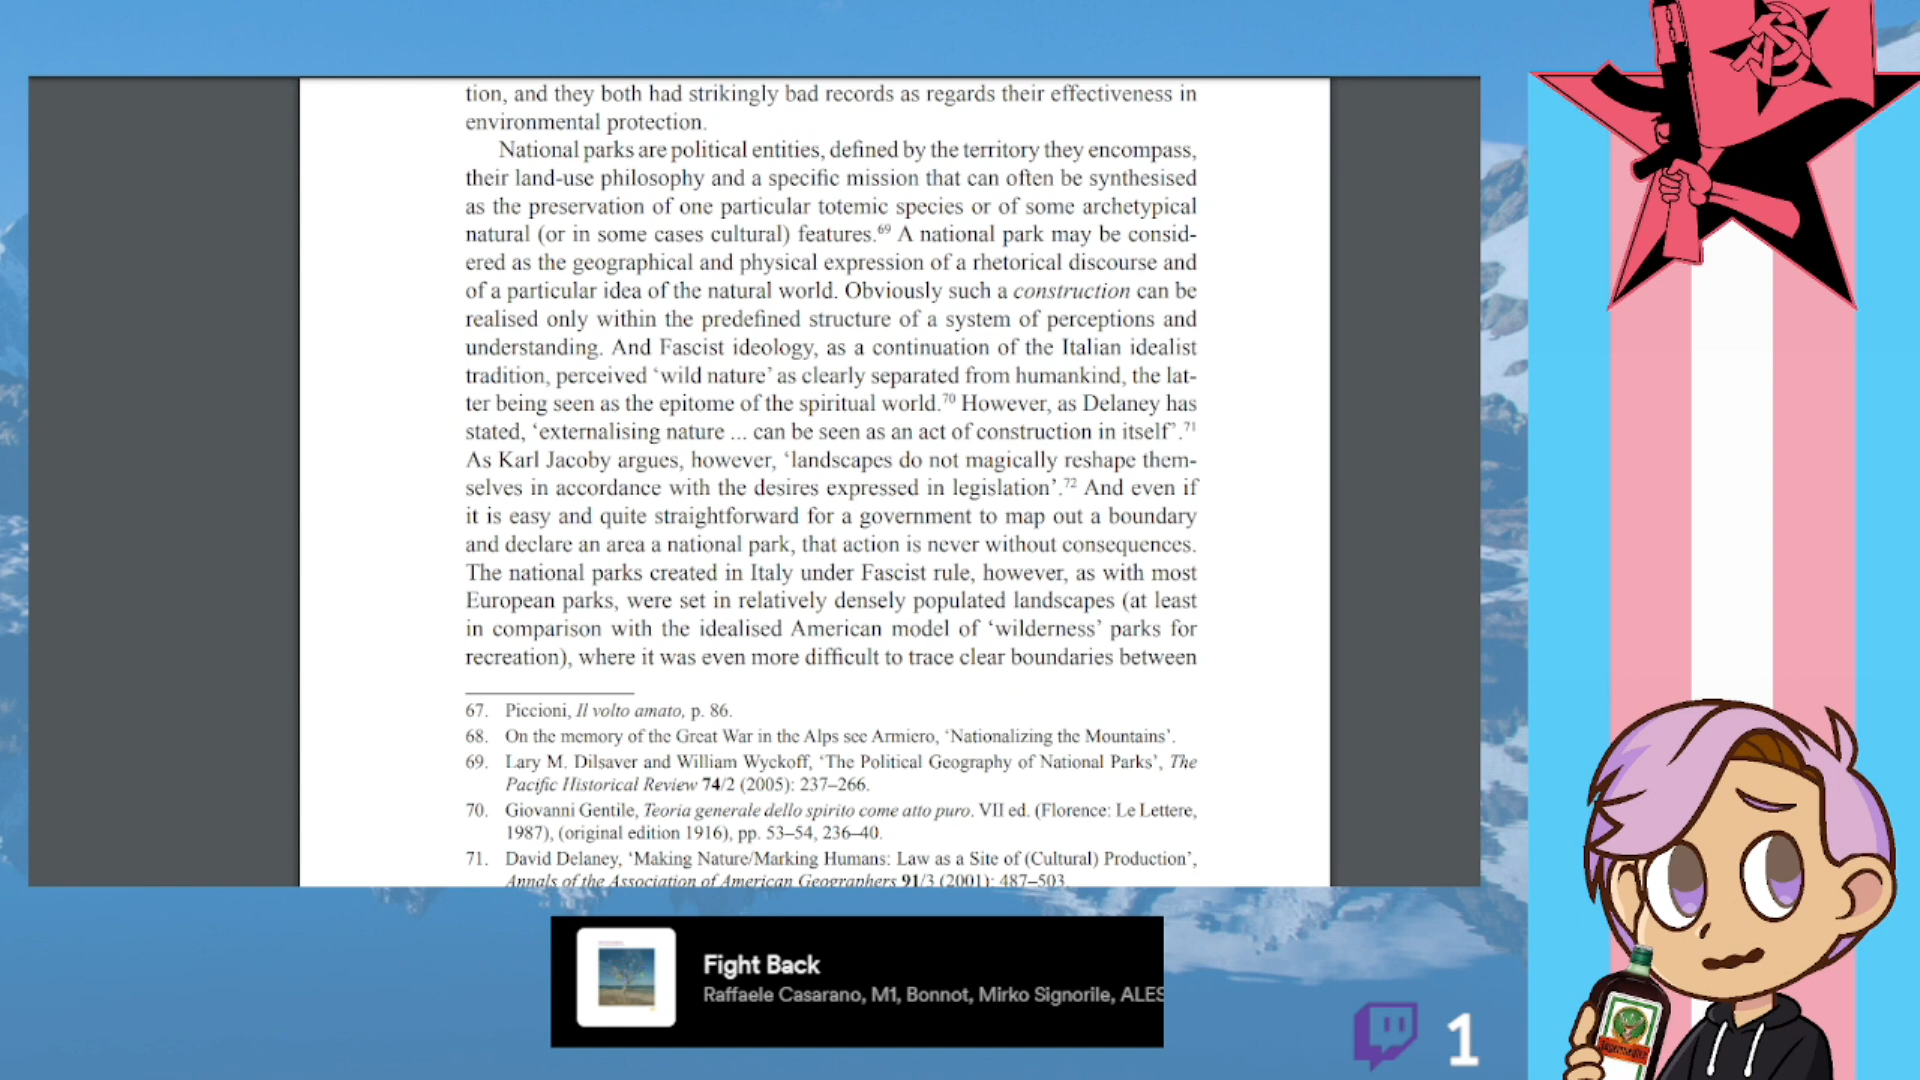 tion, and they both had strikingly bad records as regards their effectiveness in
environmental protection.
National parks are political entities, defined by the territory they encompass,
their land-use philosophy and a specific mission that can often be synthesised
as the preservation of one particular totemic species or of some archetypical
natural (or in some cases cultural) features.69 A national park may be consid-
ered as the geographical and physical expression of a rhetorical discourse and
of a particular idea of the natural world. Obviously such a construction can be
realised only within the predefined structure of a system of perceptions and
understanding. And Fascist ideology, as a continuation of the Italian idealist
tradition, perceived ‘wild nature’ as clearly separated from humankind, the lat-
ter being seen as the epitome of the spiritual world.70 However, as Delaney has
stated, ‘externalising nature ... can be seen as an act of construction in itself’.71
As Karl Jacoby argues, however, ‘landscapes do not magically reshape them-
selves in accordance with the desires expressed in legislation’.72 And even if
it is easy and quite straightforward for a government to map out a boundary
and declare an area a national park, that action is never without consequences.
The national parks created in Italy under Fascist rule, however, as with most
European parks, were set in relatively densely populated landscapes (at least
in comparison with the idealised American model of ‘wilderness’ parks for
recreation), where it was even more difficult to trace clear boundaries between
67. Piccioni, Il volto amato, p. 86.
68. On the memory of the Great War in the Alps see Armiero, ‘Nationalizing the Mountains’.
69. Lary M. Dilsaver and William Wyckoff, ‘The Political Geography of National Parks’, The
Pacific Historical Review 74/2 (2005): 237–266.
70. Giovanni Gentile, Teoria generale dello spirito come atto puro. VII ed. (Florence: Le Lettere,
1987), (original edition 1916), pp. 53–54, 236–40.
71. David Delaney, ‘Making Nature/Marking Humans: Law as a Site of (Cultural) Production’,
Annals of the Association of American Geographers 91/3 (2001): 487–503.
Fight Back
Raffaele Casarano, M1, Bonnot, Mirko Signorile, ALES
1
Jägermeister